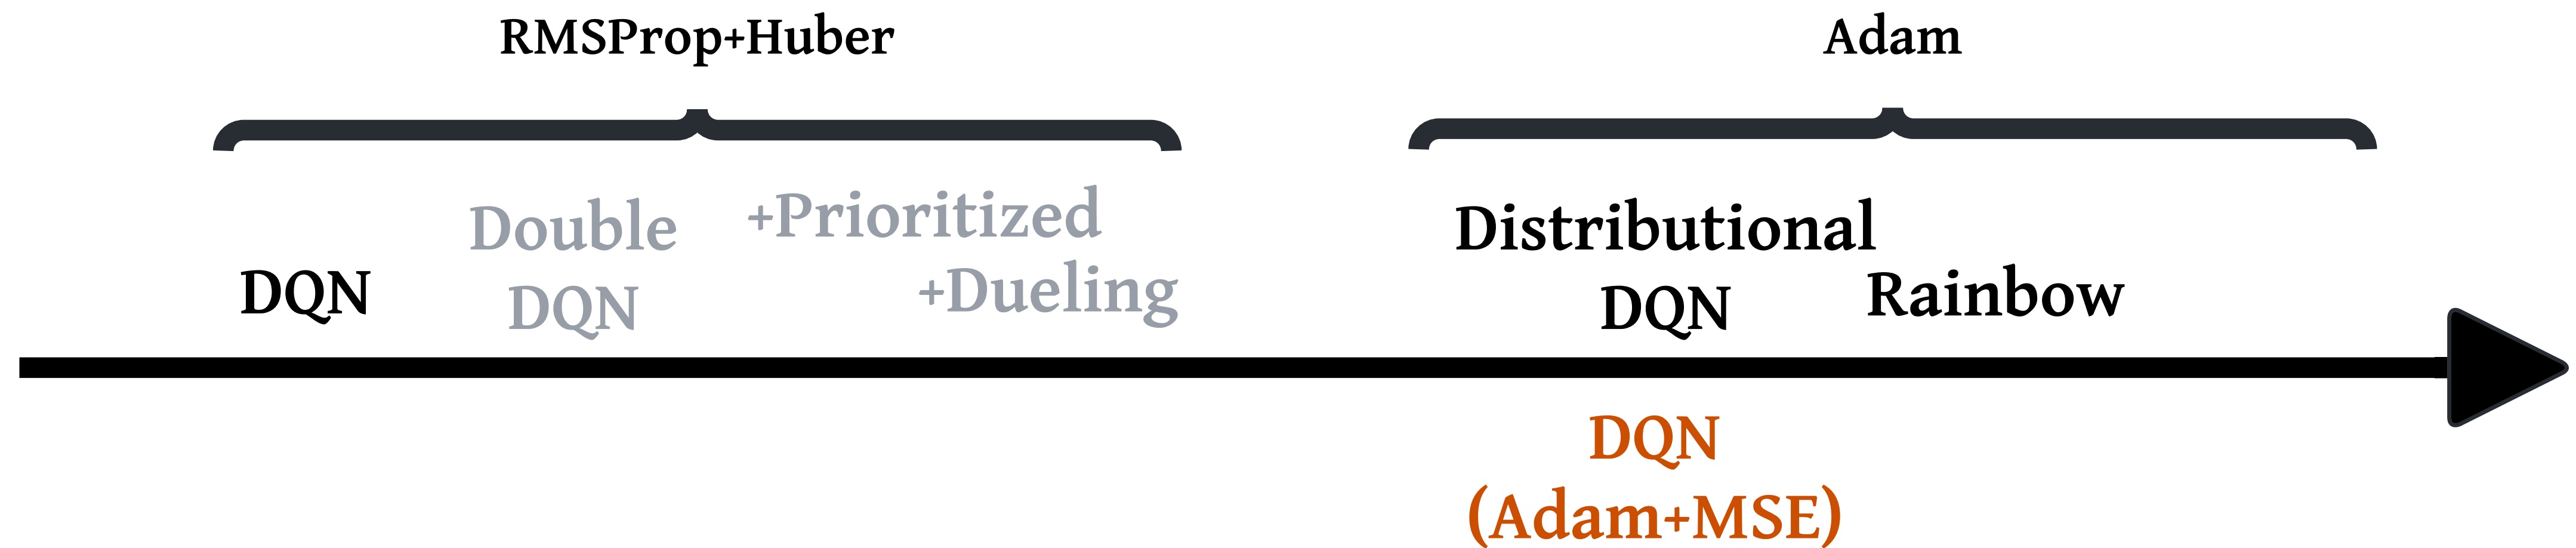 RMSProp+Huber
Adam
DQN
Double
DQN
+Prioritized
+Dueling
Distributional
DQN
Rainbow
DQN
(Adam+MSE)